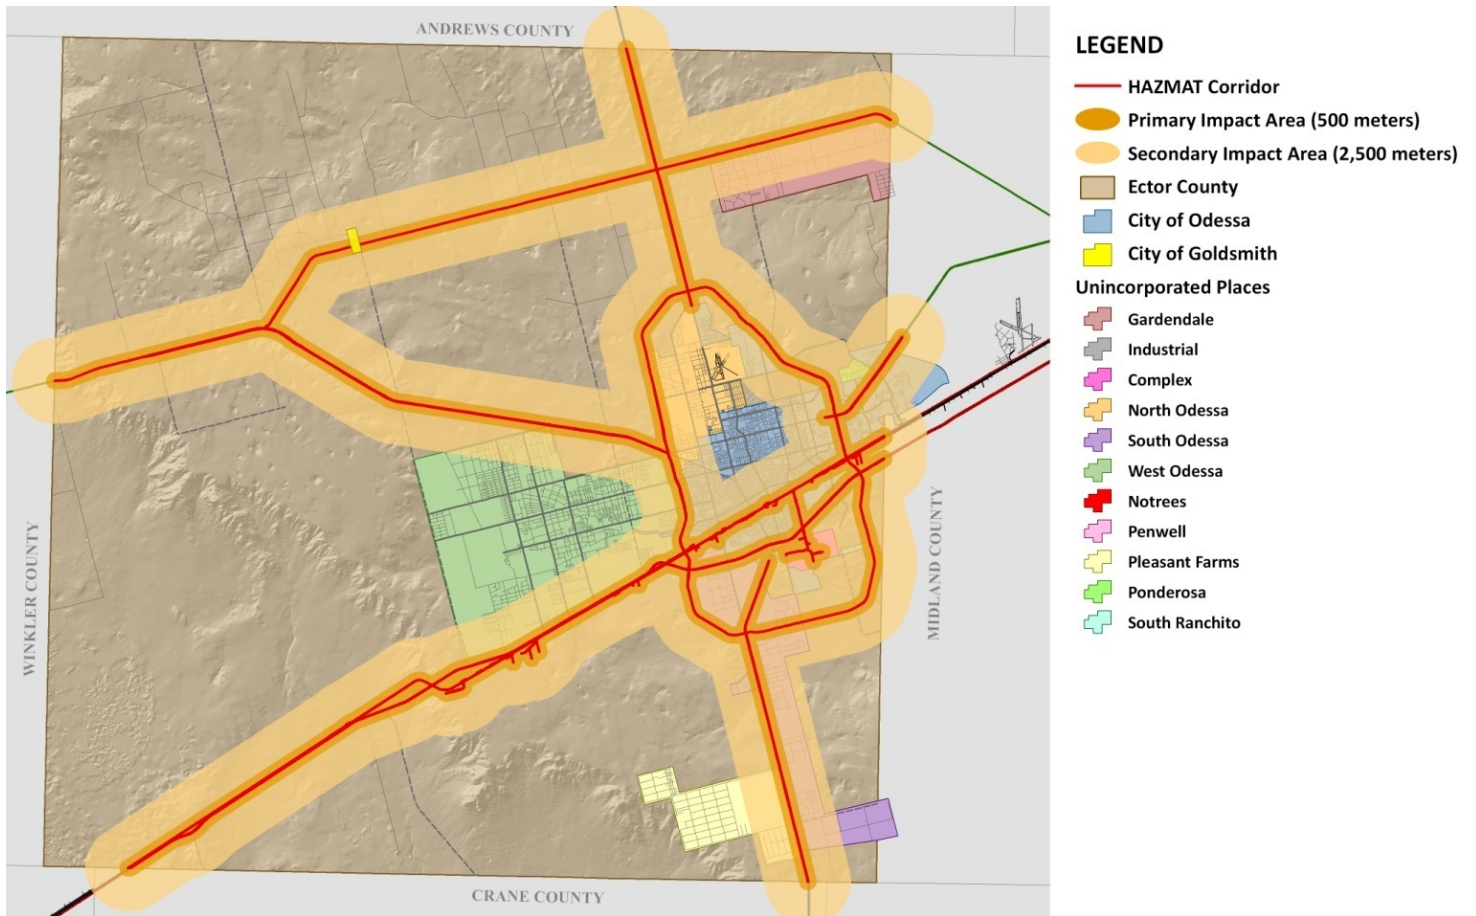 ANDREWS COUNTY
WINKLER COUNTY
MIDLAND COUNTY
CRANE COUNTY
LEGEND
HAZMAT Corridor
Primary Impact Area (500 meters)
Secondary Impact Area (2,500 meters)
Ector County
City of Odessa
City of Goldsmith
Unincorporated Places
Gardendale
Industrial
Complex
North Odessa
South Odessa
West Odessa
Notrees
Penwell
Pleasant Farms
Ponderosa
South Ranchito